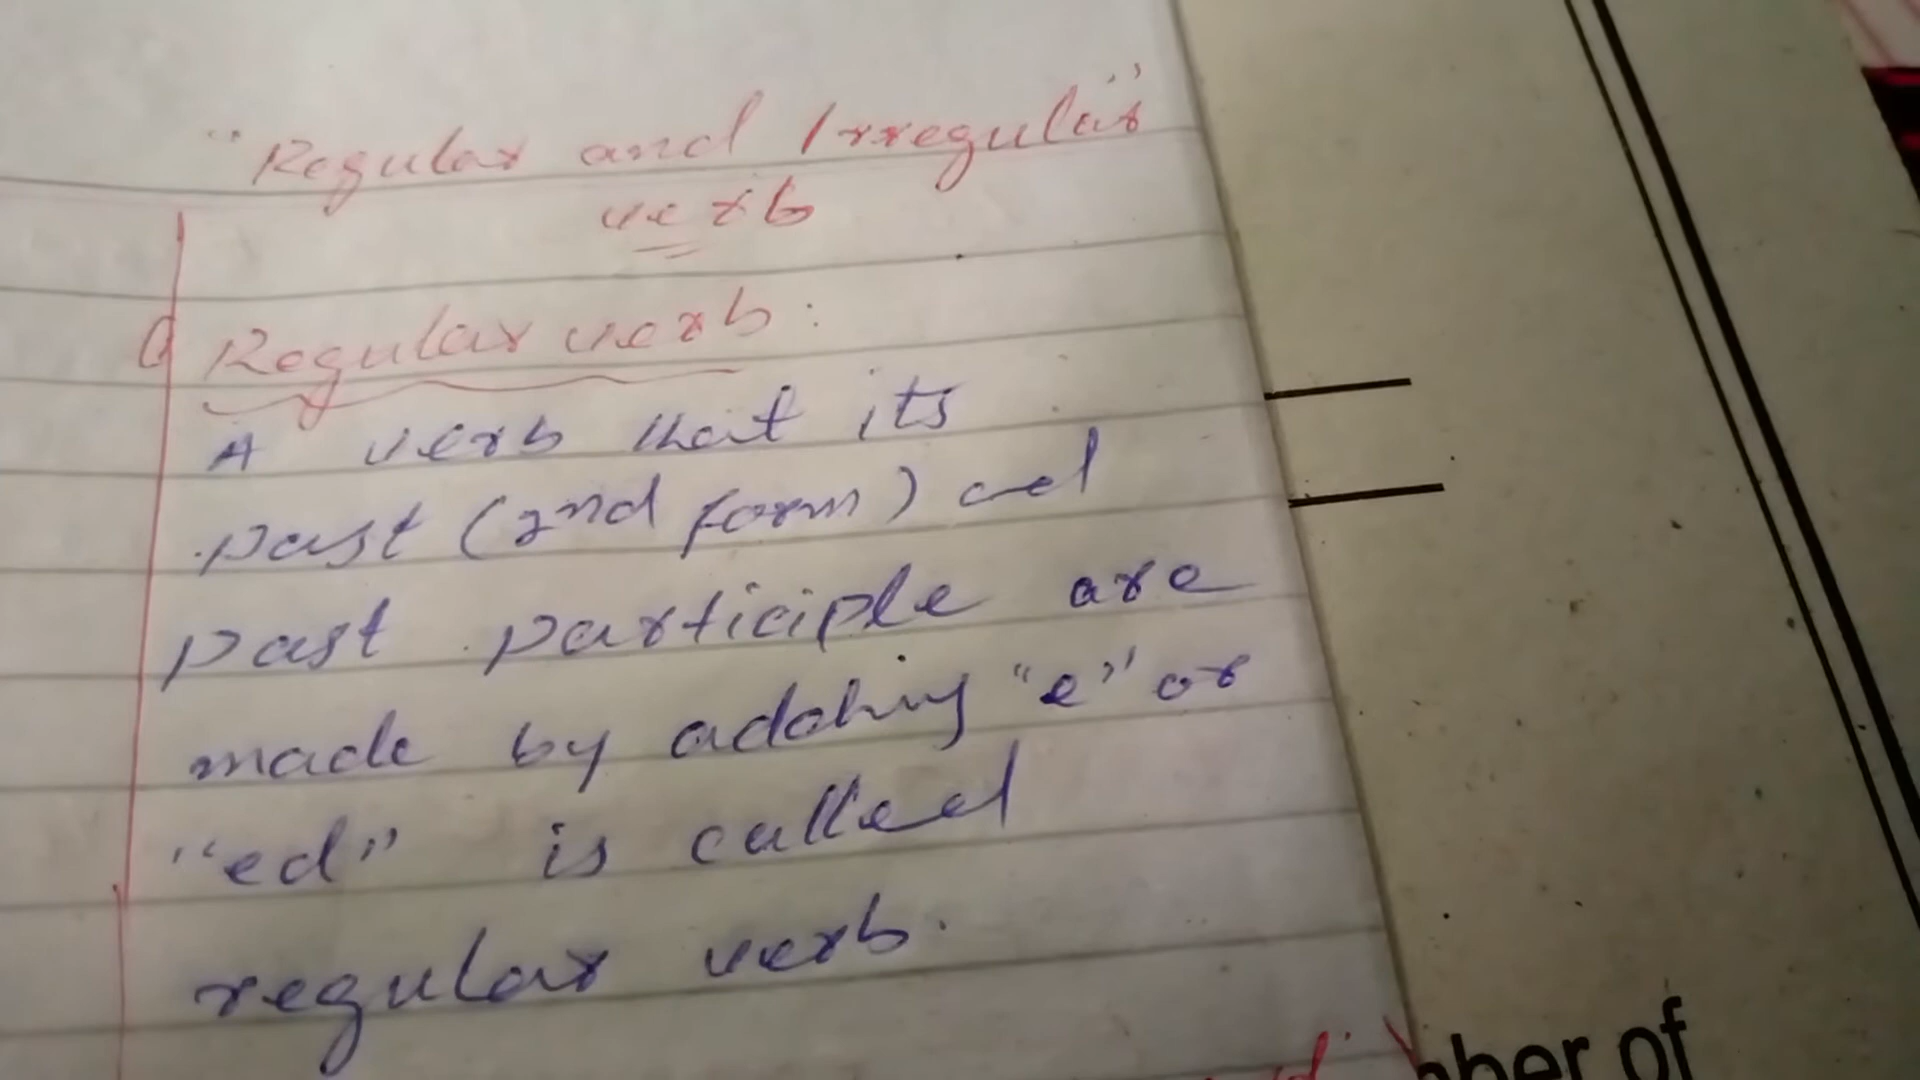 "Regular and Irregular"
verb
Regular verb:
A verb that its
past (2nd form) and
past participle are
made by adding "e" or
"ed" is called
regular verb.
ber of